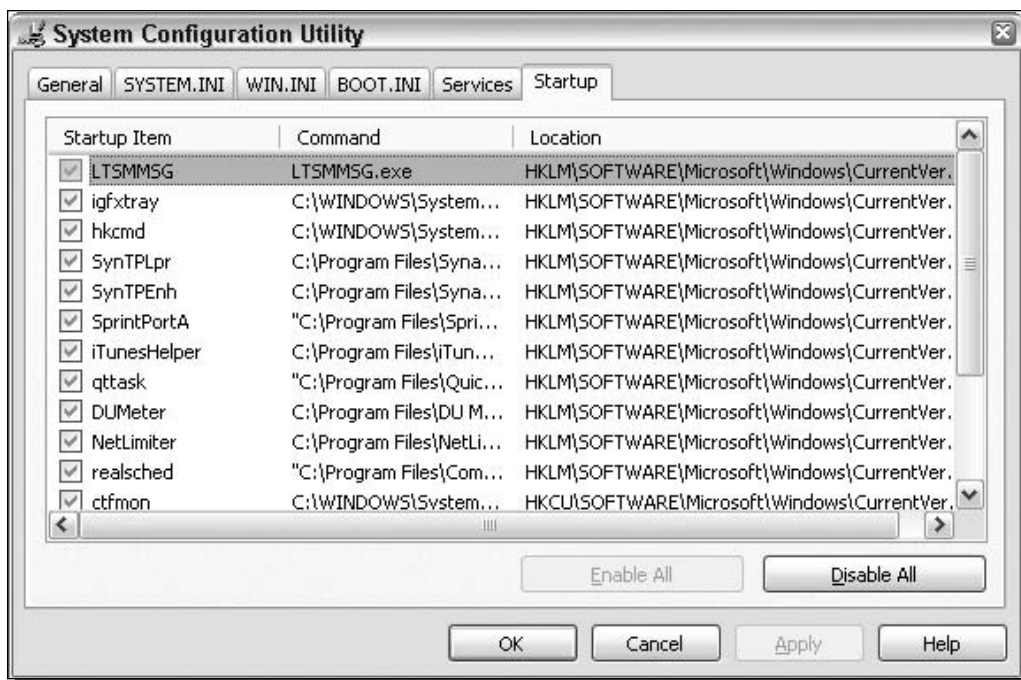 System Configuration Utility
General SYSTEM.INI WIN.INI BOOT.INI Services Startup
Startup Item Command Location
LTSMMSG LTSMMSG.exe HKLM\SOFTWARE\Microsoft\Windows\CurrentVer.
igfxtray C:\WINDOWS\System... HKLM\SOFTWARE\Microsoft\Windows\CurrentVer.
hkcmd C:\WINDOWS\System... HKLM\SOFTWARE\Microsoft\Windows\CurrentVer.
SynTPLpr C:\Program Files\Syna... HKLM\SOFTWARE\Microsoft\Windows\CurrentVer.
SynTPEnh C:\Program Files\Syna... HKLM\SOFTWARE\Microsoft\Windows\CurrentVer.
SprintPortA "C:\Program Files\Spri... HKLM\SOFTWARE\Microsoft\Windows\CurrentVer.
iTunesHelper C:\Program Files\iTun... HKLM\SOFTWARE\Microsoft\Windows\CurrentVer.
qttask "C:\Program Files\Quic... HKLM\SOFTWARE\Microsoft\Windows\CurrentVer.
DUMeter C:\Program Files\DU M... HKLM\SOFTWARE\Microsoft\Windows\CurrentVer.
NetLimiter C:\Program Files\NetLi... HKLM\SOFTWARE\Microsoft\Windows\CurrentVer.
realsched "C:\Program Files\Com... HKLM\SOFTWARE\Microsoft\Windows\CurrentVer.
ctfmon C:\WINDOWS\System... HKCU\SOFTWARE\Microsoft\Windows\CurrentVer.
Enable All Disable All
OK Cancel Apply Help